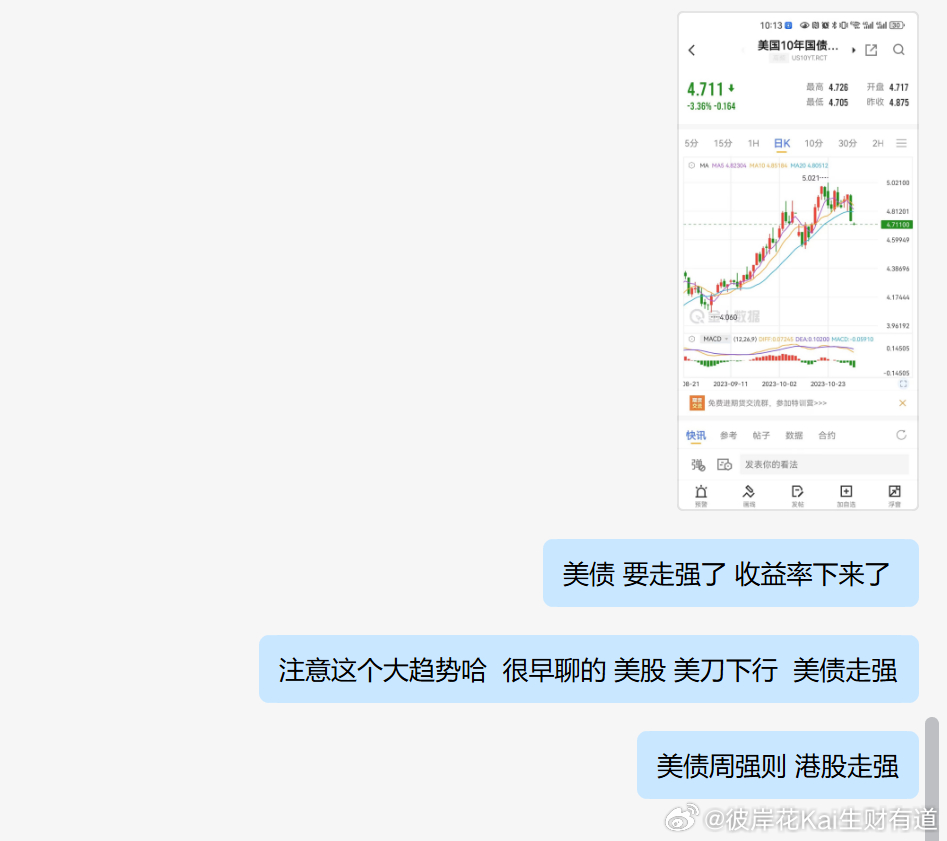 10:13
美国10年国债...
US10YT.RCT
4.711
-3.36% -0.164
最高 4.726 开盘 4.717
最低 4.705 昨收 4.875
5分 15分 1H 日K 10分 30分 2H
MA MA5 4.82304 MA10 4.85184 MA20 4.80512
5.021
5.02100
4.81201
4.71100
4.59949
4.38696
4.17444
4.060
3.96192
MACD (12,26,9) DIFF:0.07245 DEA:0.10200 MACD:-0.05910
0.14505
-0.14505
08-21 2023-09-11 2023-10-02 2023-10-23
免费进期货交流群，参加特训营>>>
快讯 参考 帖子 数据 合约
发表你的看法
预警 画线 发帖 加自选 浮窗
美债 要走强了 收益率下来了
注意这个大趋势哈 很早聊的 美股 美刀下行 美债走强
美债周强则 港股走强
@彼岸花Kai生财有道